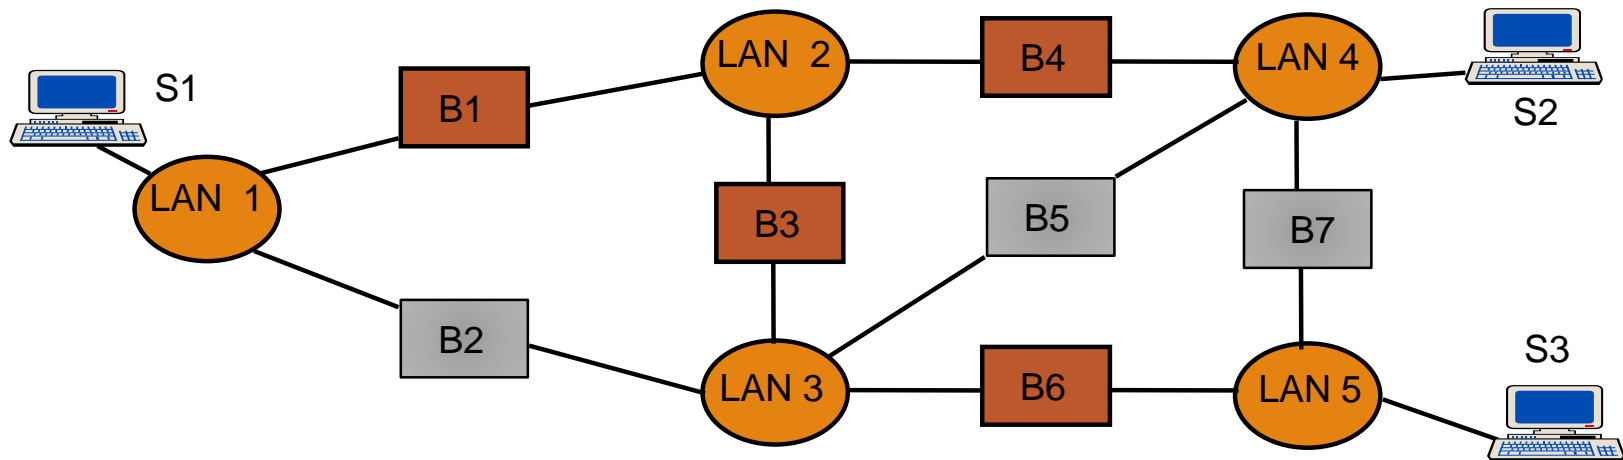 S1
LAN 1
B1
B2
LAN 2
B3
LAN 3
B4
B5
B6
LAN 4
B7
LAN 5
S2
S3